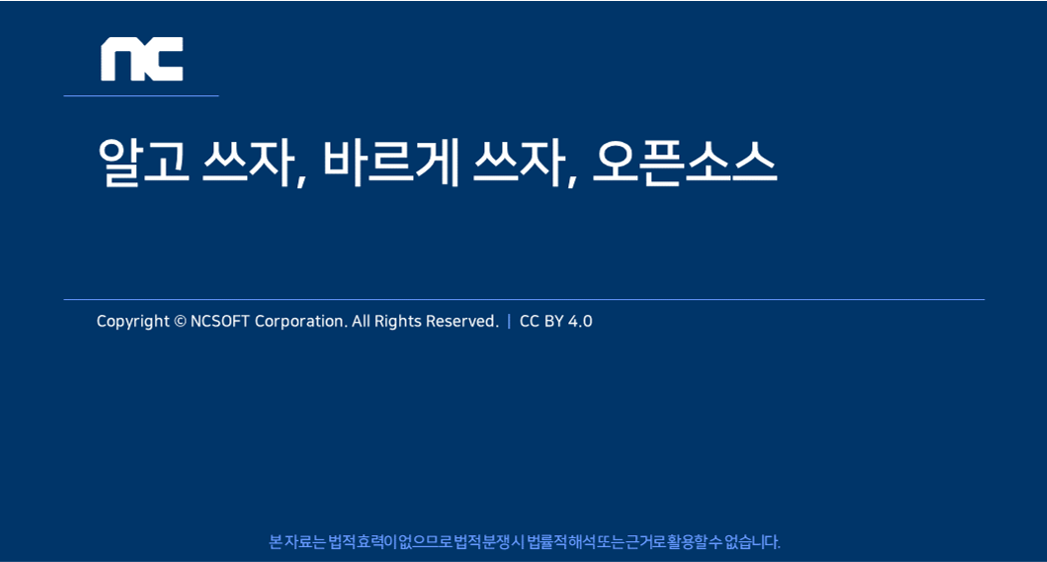 nc
알고 쓰자, 바르게 쓰자, 오픈소스
Copyright © NCSOFT Corporation. All Rights Reserved. | CC BY 4.0
본 자료는 법적 효력이 없으므로 법적 분쟁 시 법률적 해석 또는 근거로 활용할 수 없습니다.